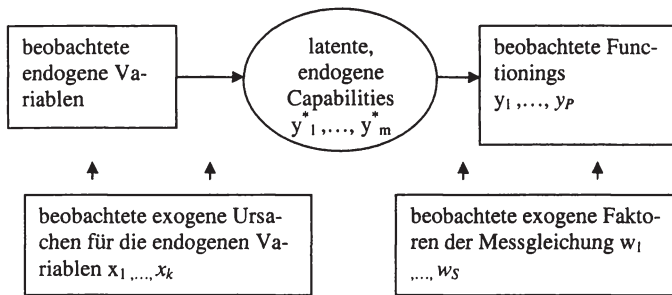 beobachtete
endogene Va-
riablen
latente,
endogene
Capabilities
y*1 ,…, y*m
beobachtete Func-
tionings
y1 ,…, yP
beobachtete exogene Ursa-
chen für die endogenen Va-
riablen x1 ,…, xk
beobachtete exogene Fakto-
ren der Messgleichung w1
,…, wS